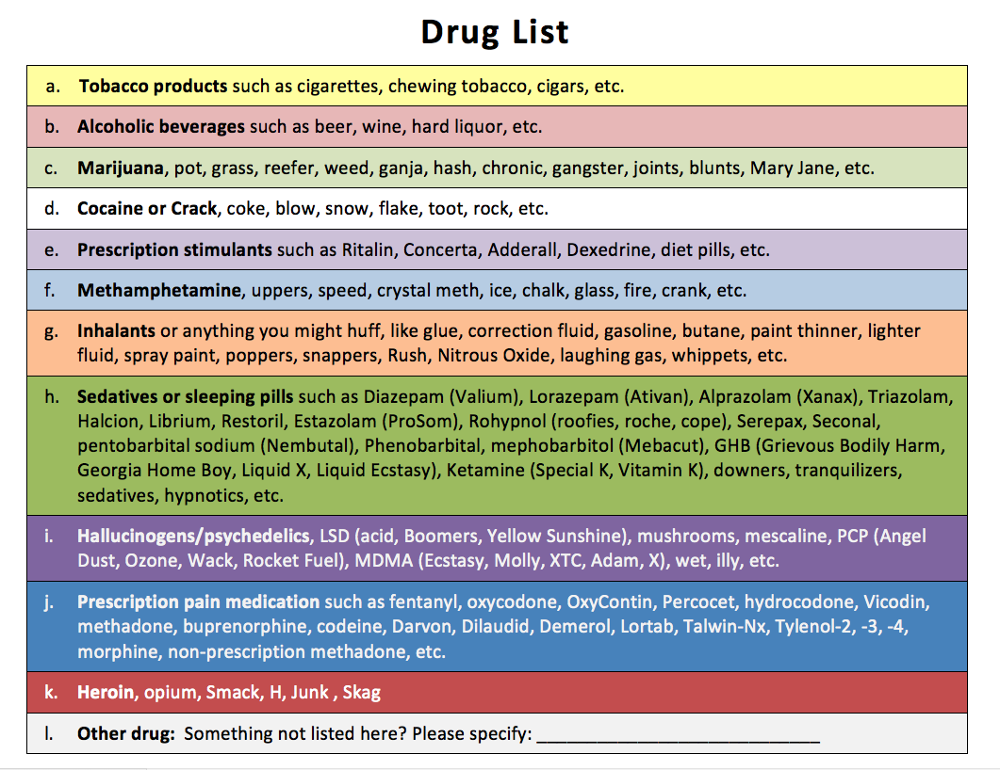 Drug List
a. Tobacco products such as cigarettes, chewing tobacco, cigars, etc.
b. Alcoholic beverages such as beer, wine, hard liquor, etc.
c. Marijuana, pot, grass, reefer, weed, ganja, hash, chronic, gangster, joints, blunts, Mary Jane, etc.
d. Cocaine or Crack, coke, blow, snow, flake, toot, rock, etc.
e. Prescription stimulants such as Ritalin, Concerta, Adderall, Dexedrine, diet pills, etc.
f. Methamphetamine, uppers, speed, crystal meth, ice, chalk, glass, fire, crank, etc.
g. Inhalants or anything you might huff, like glue, correction fluid, gasoline, butane, paint thinner, lighter
fluid, spray paint, poppers, snappers, Rush, Nitrous Oxide, laughing gas, whippets, etc.
h. Sedatives or sleeping pills such as Diazepam (Valium), Lorazepam (Ativan), Alprazolam (Xanax), Triazolam,
Halcion, Librium, Restoril, Estazolam (ProSom), Rohypnol (roofies, roche, cope), Serepax, Seconal,
pentobarbital sodium (Nembutal), Phenobarbital, mephobarbitol (Mebacut), GHB (Grievous Bodily Harm,
Georgia Home Boy, Liquid X, Liquid Ecstasy), Ketamine (Special K, Vitamin K), downers, tranquilizers,
sedatives, hypnotics, etc.
i. Hallucinogens/psychedelics, LSD (acid, Boomers, Yellow Sunshine), mushrooms, mescaline, PCP (Angel
Dust, Ozone, Wack, Rocket Fuel), MDMA (Ecstasy, Molly, XTC, Adam, X), wet, illy, etc.
j. Prescription pain medication such as fentanyl, oxycodone, OxyContin, Percocet, hydrocodone, Vicodin,
methadone, buprenorphine, codeine, Darvon, Dilaudid, Demerol, Lortab, Talwin-Nx, Tylenol-2, -3, -4,
morphine, non-prescription methadone, etc.
k. Heroin, opium, Smack, H, Junk , Skag
l. Other drug: Something not listed here? Please specify: ____________________________